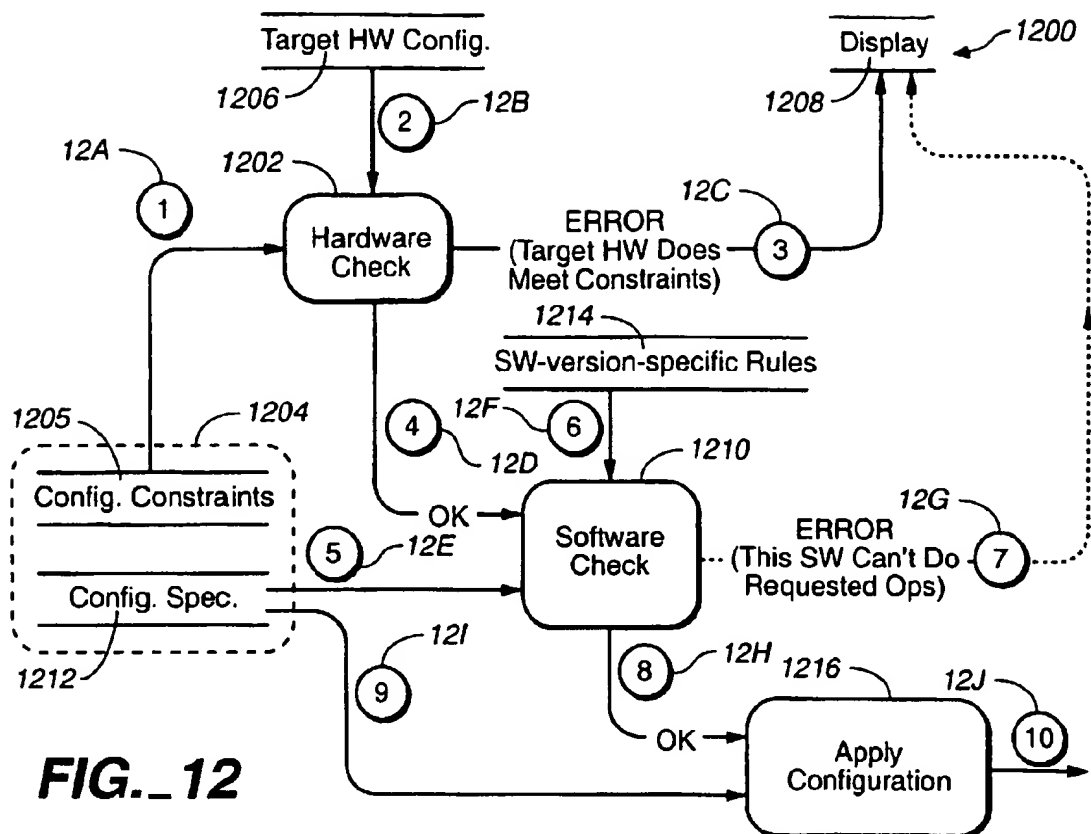 Target HW Config.
1206
2
12B
Display
1208
1200
12A
1
1202
Hardware
Check
12C
ERROR
(Target HW Does
Meet Constraints)
3
1214
SW-version-specific Rules
1205
1204
Config. Constraints
Config. Spec.
1212
4
12D
OK
12F
6
1210
5
12E
Software
Check
12G
ERROR
(This SW Can't Do
Requested Ops)
7
12I
9
8
12H
OK
1216
Apply
Configuration
12J
10
FIG._12